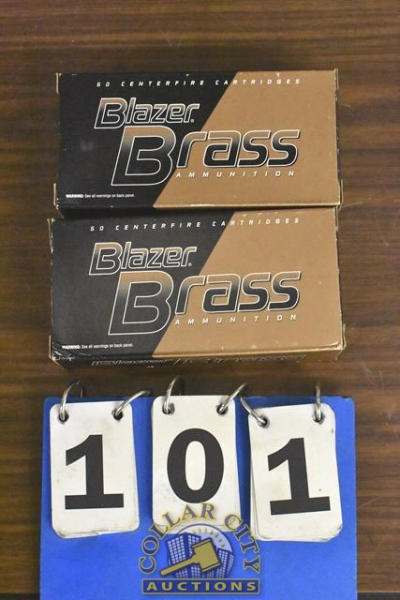 50 CENTERFIRE CARTRIDGES
Blazer.
Brass
AMMUNITION
WARNING: See all warnings on back panel.
50 CENTERFIRE CARTRIDGES
Blazer.
Brass
AMMUNITION
WARNING: See all warnings on back panel.
1 0 1
COLLAR CITY
AUCTIONS